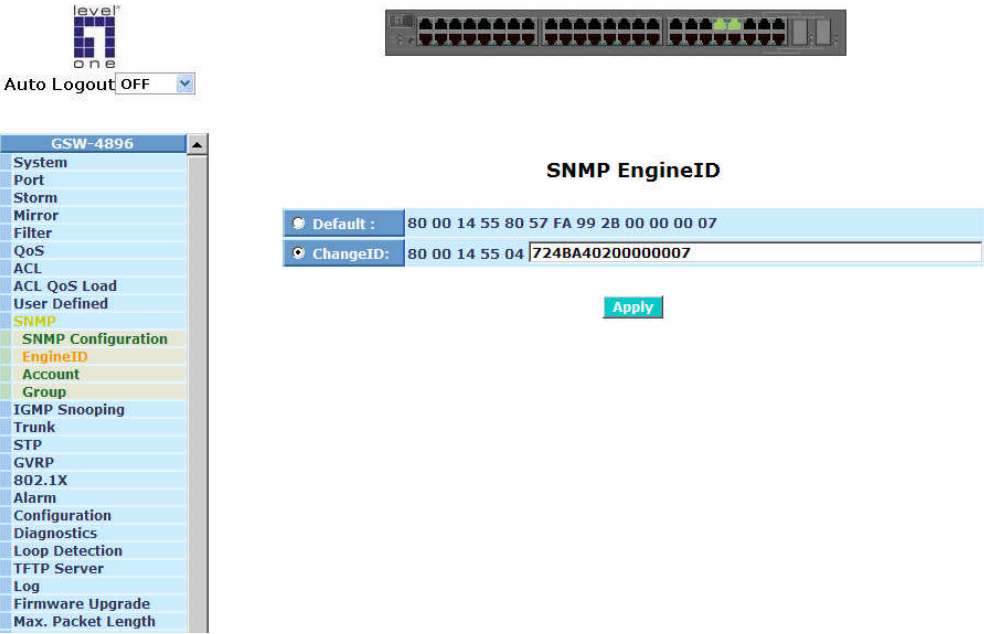 level
one
Auto Logout OFF
GSW-4896
System
Port
Storm
Mirror
Filter
QoS
ACL
ACL QoS Load
User Defined
SNMP
SNMP Configuration
EngineID
Account
Group
IGMP Snooping
Trunk
STP
GVRP
802.1X
Alarm
Configuration
Diagnostics
Loop Detection
TFTP Server
Log
Firmware Upgrade
Max. Packet Length
SNMP EngineID
Default : 80 00 14 55 80 57 FA 99 2B 00 00 00 07
ChangeID: 80 00 14 55 04 724BA40200000007
Apply